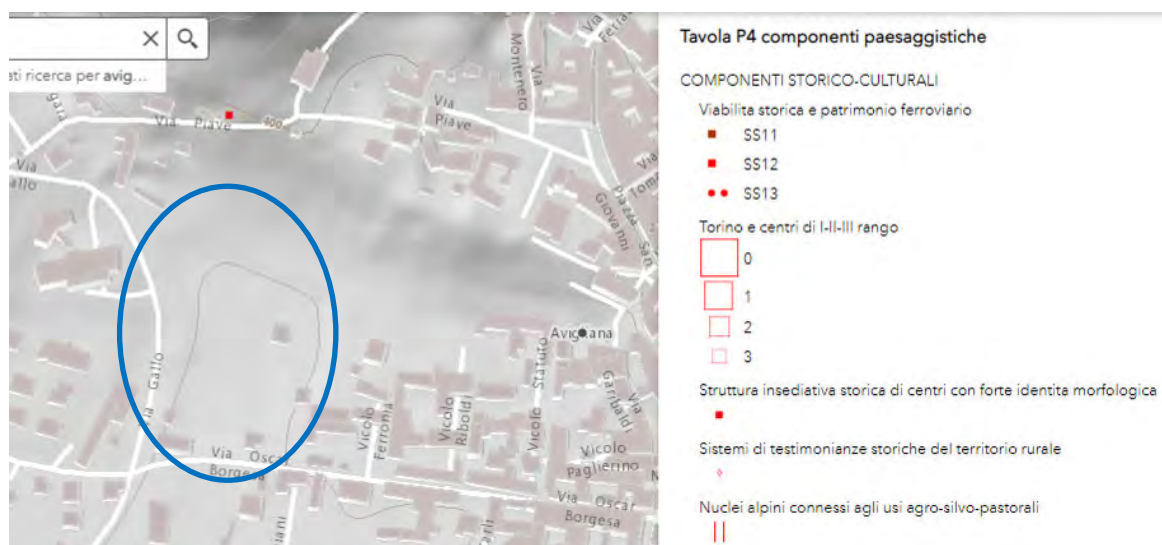 ati ricerca per avig...
Via Piave
400
Via
Piave
Via
Montenero
Via
Via
Via Gallo
Piazza San
Giovanni
Avigliana
Vicolo
Ferronia
Vicolo
Riboldi
Vicolo Statuto
Via
Garibaldi
Vicolo
Paglierino
Via Oscar
Borgesa
Via Oscar
Borgesa
Tavola P4 componenti paesaggistiche
COMPONENTI STORICO-CULTURALI
Viabilita storica e patrimonio ferroviario
SS11
SS12
SS13
Torino e centri di I-II-III rango
0
1
2
3
Struttura insediativa storica di centri con forte identita morfologica
Sistemi di testimonianze storiche del territorio rurale
Nuclei alpini connessi agli usi agro-silvo-pastorali